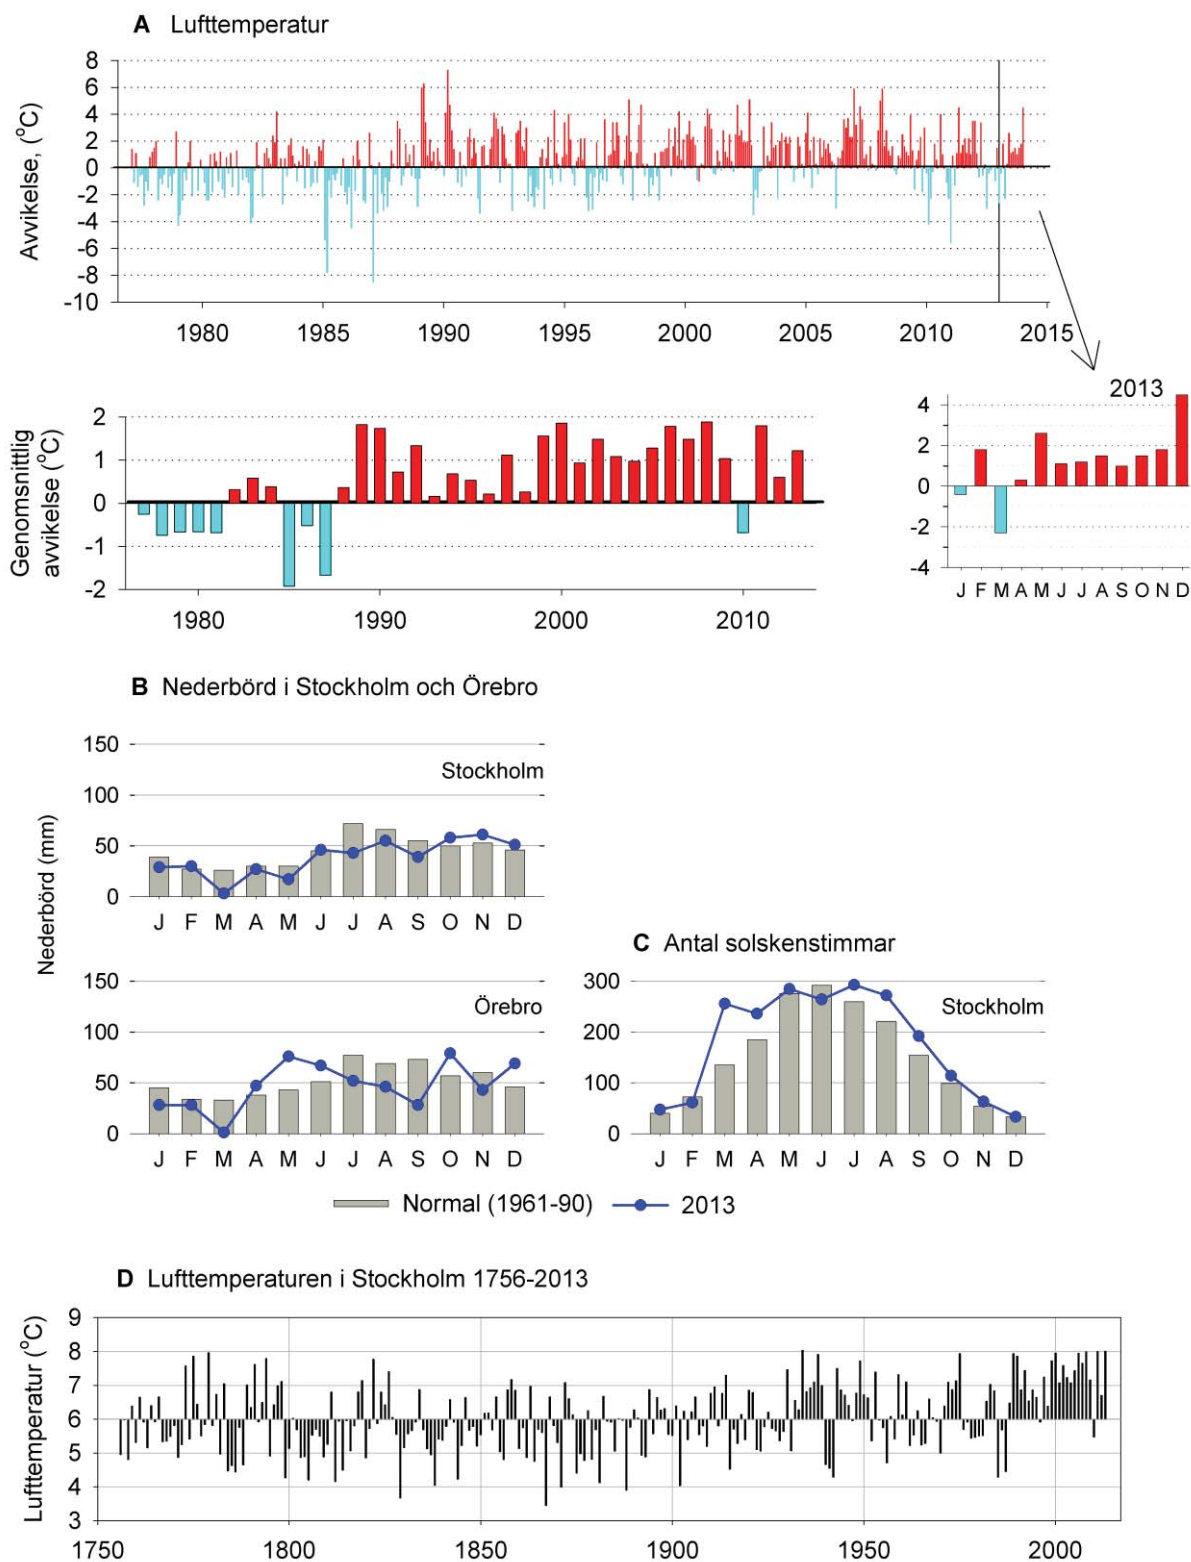 A Lufttemperatur
8
6
4
2
0
-2
-4
-6
-8
-10
Avvikelse, (°C)
1980 1985 1990 1995 2000 2005 2010 2015
2
1
0
-1
-2
Genomsnittlig
avvikelse (°C)
1980 1990 2000 2010
2013
4
2
0
-2
-4
J F M A M J J A S O N D
B Nederbörd i Stockholm och Örebro
Nederbörd (mm)
150
Stockholm
100
50
0
J F M A M J J A S O N D
150
Örebro
100
50
0
J F M A M J J A S O N D
C Antal solskenstimmar
300
Stockholm
200
100
0
J F M A M J J A S O N D
Normal (1961-90) 2013
D Lufttemperaturen i Stockholm 1756-2013
9
8
7
6
5
4
3
Lufttemperatur (°C)
1750 1800 1850 1900 1950 2000